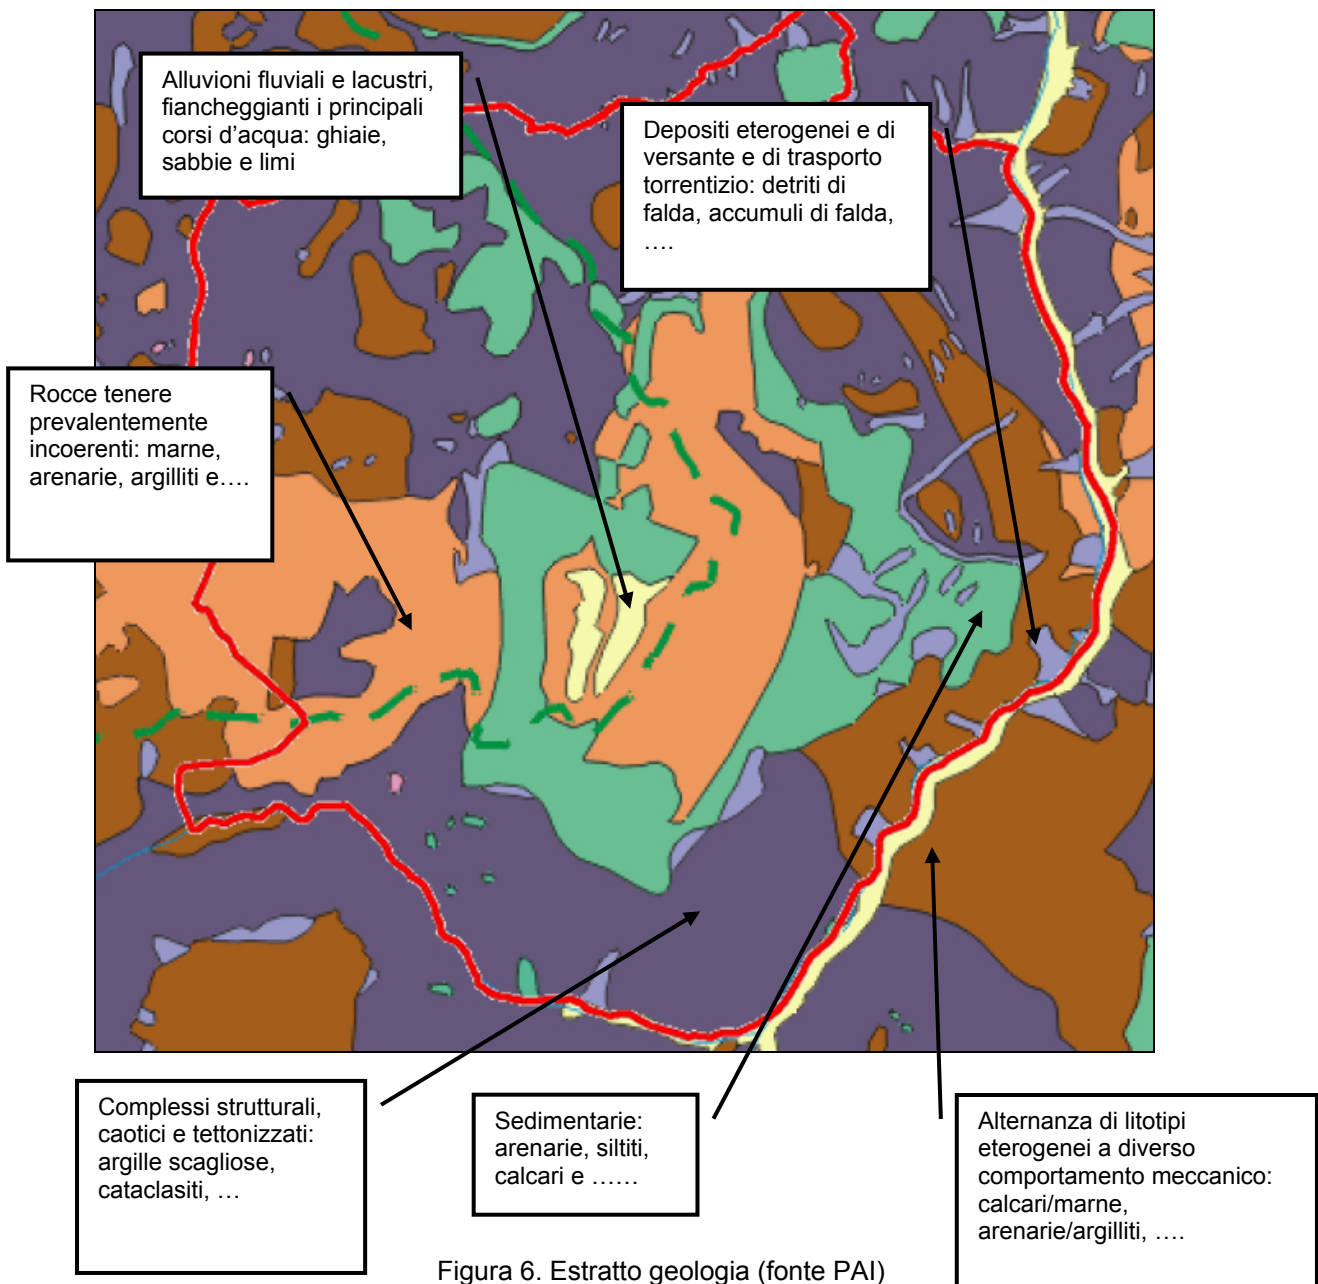 Alluvioni fluviali e lacustri,
fiancheggianti i principali
corsi d'acqua: ghiaie,
sabbie e limi
Depositi eterogenei e di
versante e di trasporto
torrentizio: detriti di
falda, accumuli di falda,
….
Rocce tenere
prevalentemente
incoerenti: marne,
arenarie, argilliti e….
Complessi strutturali,
caotici e tettonizzati:
argille scagliose,
cataclasiti, …
Sedimentarie:
arenarie, siltiti,
calcari e ……
Alternanza di litotipi
eterogenei a diverso
comportamento meccanico:
calcari/marne,
arenarie/argilliti, ….
Figura 6. Estratto geologia (fonte PAI)